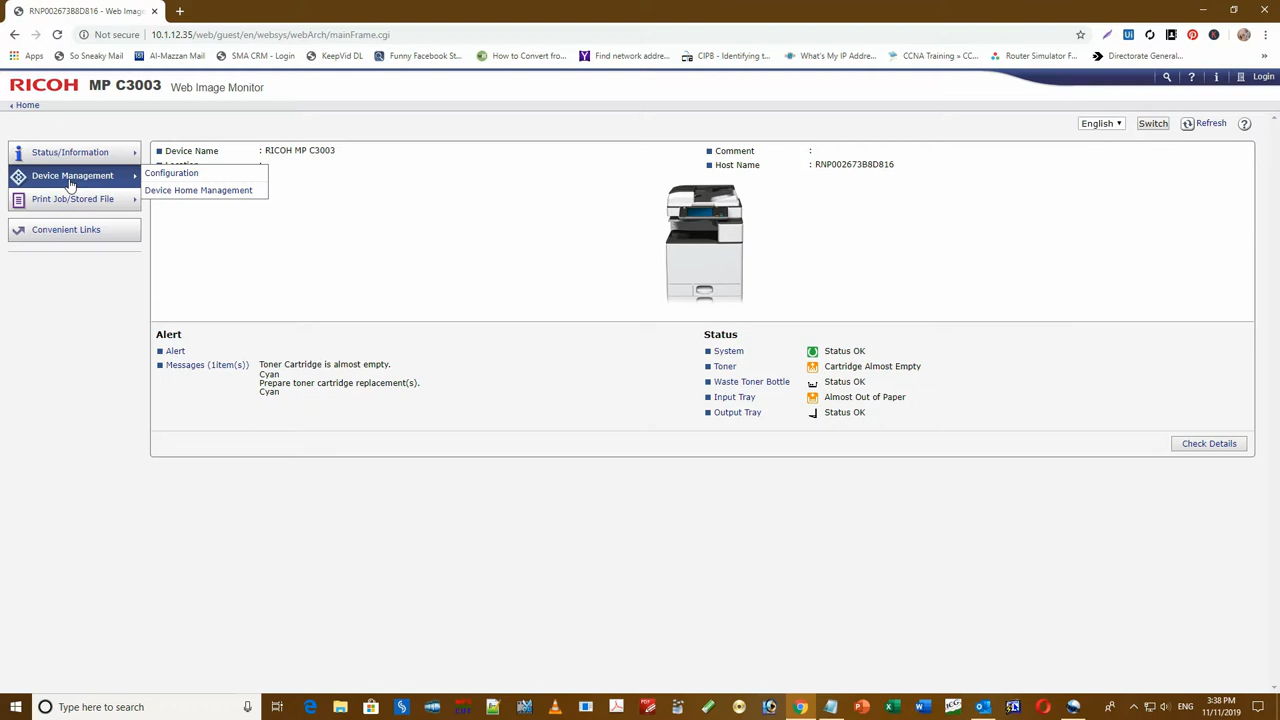 RNP002673B8D816 - Web Image
Not secure
10.1.12.35/web/guest/en/websys/webArch/mainFrame.cgi
Apps
So Sneaky Mail
Al-Mazzan Mail
SMA CRM - Login
KeepVid DL
Funny Facebook St...
How to Convert from...
Find network addre...
CIPB - Identifying t...
What's My IP Addre...
CCNA Training » CC...
Router Simulator F...
Directorate General...
RICOH MP C3003 Web Image Monitor
Login
Home
English
Switch
Refresh
Status/Information
Device Management
Print Job/Stored File
Convenient Links
Configuration
Device Home Management
Device Name : RICOH MP C3003
Comment :
Host Name : RNP002673B8D816
Alert
Alert
Messages (1item(s))
Toner Cartridge is almost empty.
Cyan
Prepare toner cartridge replacement(s).
Cyan
Status
System Status OK
Toner Cartridge Almost Empty
Waste Toner Bottle Status OK
Input Tray Almost Out of Paper
Output Tray Status OK
Check Details
Type here to search
ENG
3:38 PM
11/11/2019